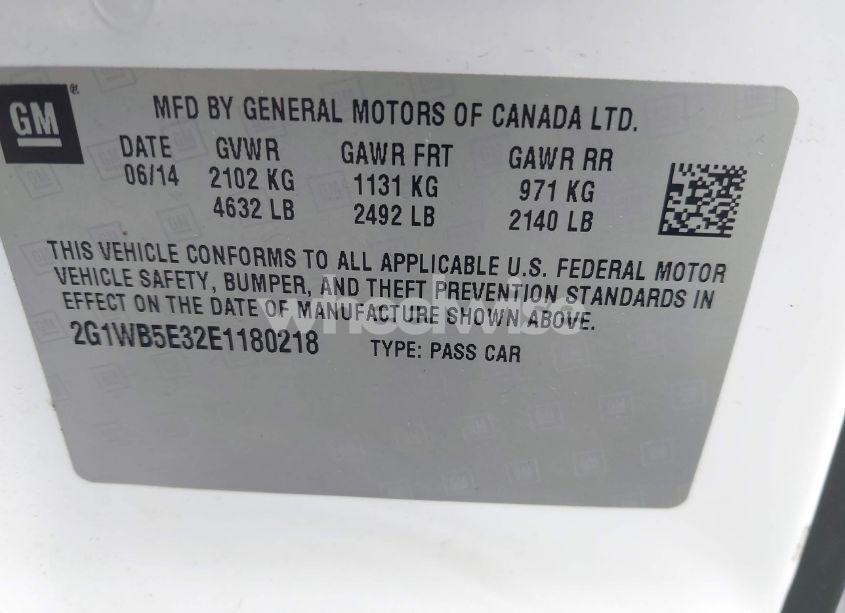 GM
MFD BY GENERAL MOTORS OF CANADA LTD.
DATE GVWR GAWR FRT GAWR RR
06/14 2102 KG 1131 KG 971 KG
4632 LB 2492 LB 2140 LB
THIS VEHICLE CONFORMS TO ALL APPLICABLE U.S. FEDERAL MOTOR
VEHICLE SAFETY, BUMPER, AND THEFT PREVENTION STANDARDS IN
EFFECT ON THE DATE OF MANUFACTURE SHOWN ABOVE.
2G1WB5E32E1180218 TYPE: PASS CAR
wheelwise